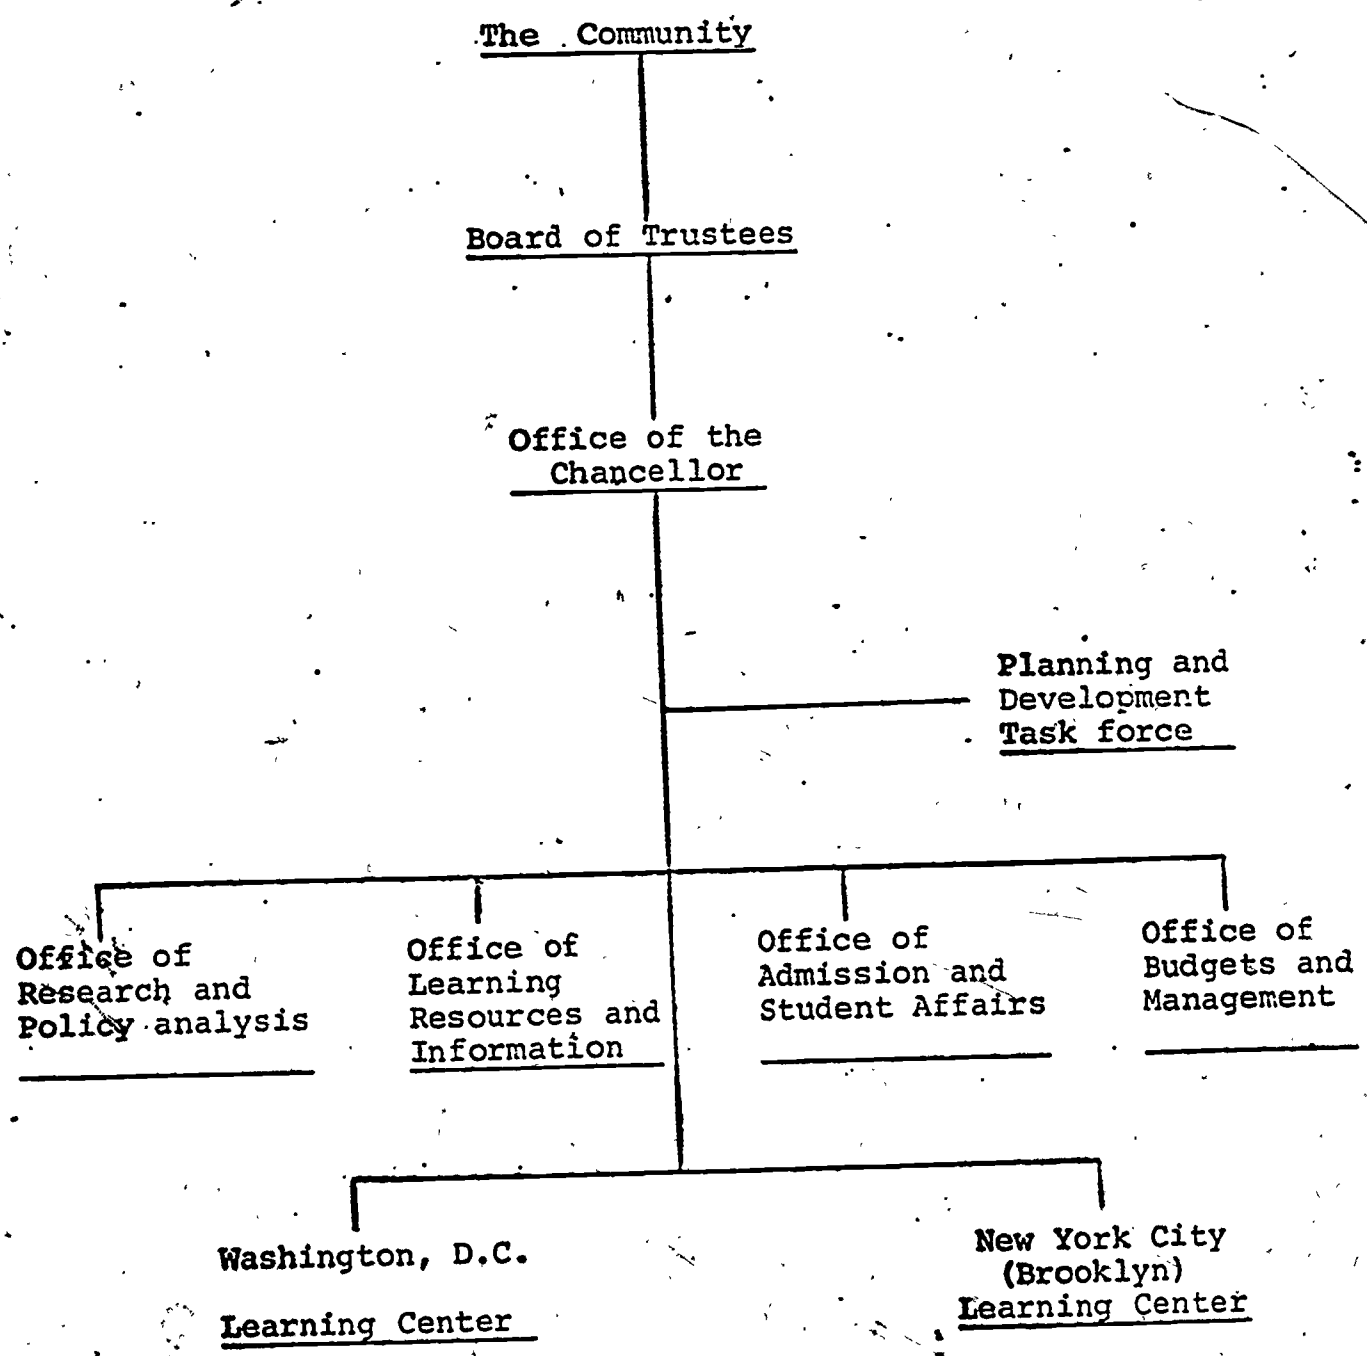 The Community
Board of Trustees
Office of the
Chancellor
Planning and
Development
Task force
Office of
Research and
Policy analysis
Office of
Learning
Resources and
Information
Office of
Admission and
Student Affairs
Office of
Budgets and
Management
Washington, D.C.
Learning Center
New York City
(Brooklyn)
Learning Center